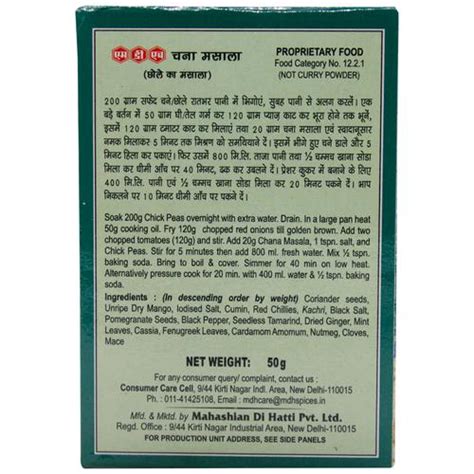 एम डी एच चना मसाला
(छोले का मसाला)
PROPRIETARY FOOD
Food Category No. 12.2.1
(NOT CURRY POWDER)
200 ग्राम सफेट चने/छोले रातभर पानी में भिगोएं, सुबह पानी से अलग करलें। एक
बड़े बर्तन में 50 ग्राम घी/तेल गर्म कर 120 ग्राम प्याज़ काट कर भूरा होने तक भूनें,
इसमें 120 ग्राम टमाटर काट कर मिलाएं तथा 20 ग्राम चना मसाला एवं स्वादानुसार
नमक मिलाकर 5 मिनट तक मिश्रण को समभियायें। इसमें भीगे हुए चने डाले और 5
मिनट हिला कर पकाएं। फिर उसमें 800 मि.लि. ताजा पानी तथा ½ चम्मच खाना सोडा
मिला कर धीमी आँच पर 40 मिनट, ढक कर उबलने दें। प्रेशर कुकर में बनाने के लिए
400 मि.लि. पानी एवं ½ चम्मच खाना सोडा मिला कर 20 मिनट पकने दें। भाप
निकलने पर 10 मिनट धीमी आँच पर पकाएं।
Soak 200g Chick Peas overnight with extra water. Drain. In a large pan heat
50g cooking oil. Fry 120g chopped red onions till golden brown. Add two
chopped tomatoes (120g) and stir. Add 20g Chana Masala, 1 tspn. salt, and
Chick Peas. Stir for 5 minutes then add 800 ml. fresh water. Mix ½ tspn.
baking soda. Bring to boil & cover. Simmer for 40 min on low heat.
Alternatively pressure cook for 20 min. with 400 ml. water & ½ tspn. baking
soda.
Ingredients : (In descending order by weight) Coriander seeds,
Unripe Dry Mango, Iodised Salt, Cumin, Red Chillies, Kachri, Black Salt,
Pomegranate Seeds, Black Pepper, Seedless Tamarind, Dried Ginger, Mint
Leaves, Cassia, Fenugreek Leaves, Cardamom Amomum, Nutmeg, Cloves,
Mace
NET WEIGHT: 50g
For any consumer query/ complaint, contact us :
Consumer Care Cell, 9/44 Kirti Nagar Indl. Area, New Delhi-110015
Ph. : 011-41425108, Email : mdhcare@mdhspices.in
Mfd. & Mktd. by Mahashian Di Hatti Pvt. Ltd.
Regd. Office : 9/44 Kirti Nagar Industrial Area, New Delhi-110015
FOR PRODUCTION UNIT ADDRESS, SEE SIDE PANELS